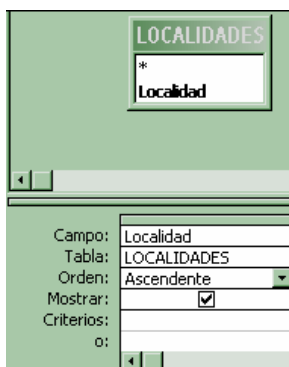 LOCALIDADES
*
Localidad
Campo: Localidad
Tabla: LOCALIDADES
Orden: Ascendente
Mostrar:
Criterios:
o: